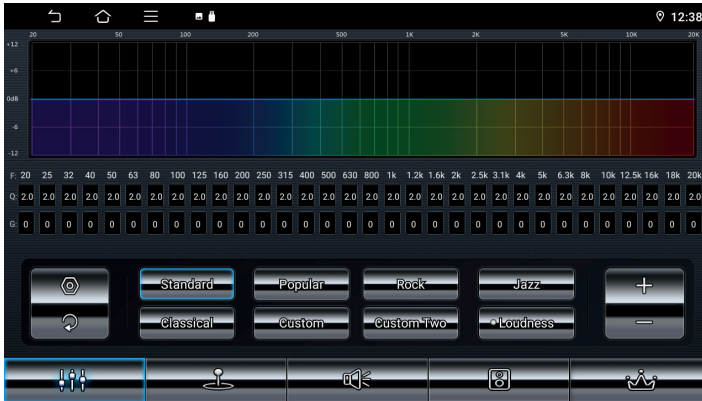 12:38
20 50 100 200 500 1K 2K 5K 10K 20K
+12
+6
0dB
-6
-12
F: 20 25 32 40 50 63 80 100 125 160 200 250 315 400 500 630 800 1k 1.2k 1.6k 2k 2.5k 3.1k 4k 5k 6.3k 8k 10k 12.5k 16k 18k 20k
Q: 2.0 2.0 2.0 2.0 2.0 2.0 2.0 2.0 2.0 2.0 2.0 2.0 2.0 2.0 2.0 2.0 2.0 2.0 2.0 2.0 2.0 2.0 2.0 2.0 2.0 2.0 2.0 2.0 2.0 2.0 2.0 2.0
G: 0 0 0 0 0 0 0 0 0 0 0 0 0 0 0 0 0 0 0 0 0 0 0 0 0 0 0 0 0 0 0 0
Standard Popular Rock Jazz
Classical Custom Custom Two Loudness